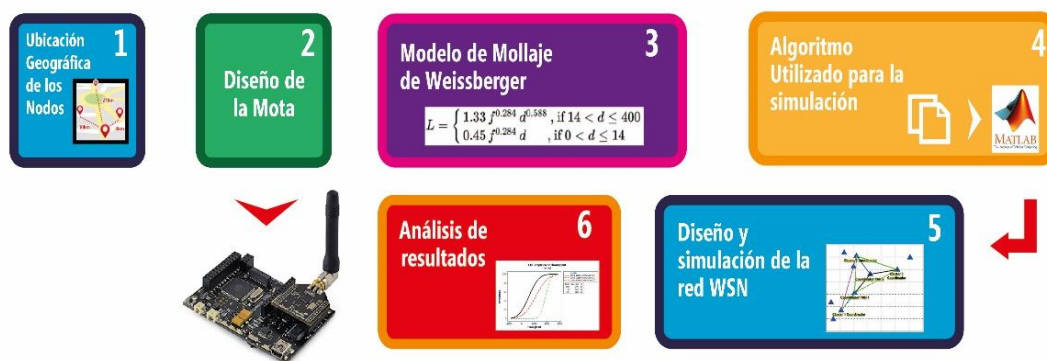 Ubicación
Geográfica
de los
Nodos
1
2
Diseño de
la Mota
3
Modelo de Mollaje
de Weissberger
L = { 1.33 f^0.284 d^0.588 , if 14 < d ≤ 400
0.45 f^0.284 d , if 0 < d ≤ 14
4
Algoritmo
Utilizado para la
simulación
MATLAB
5
Diseño y
simulación de la
red WSN
6
Análisis de
resultados